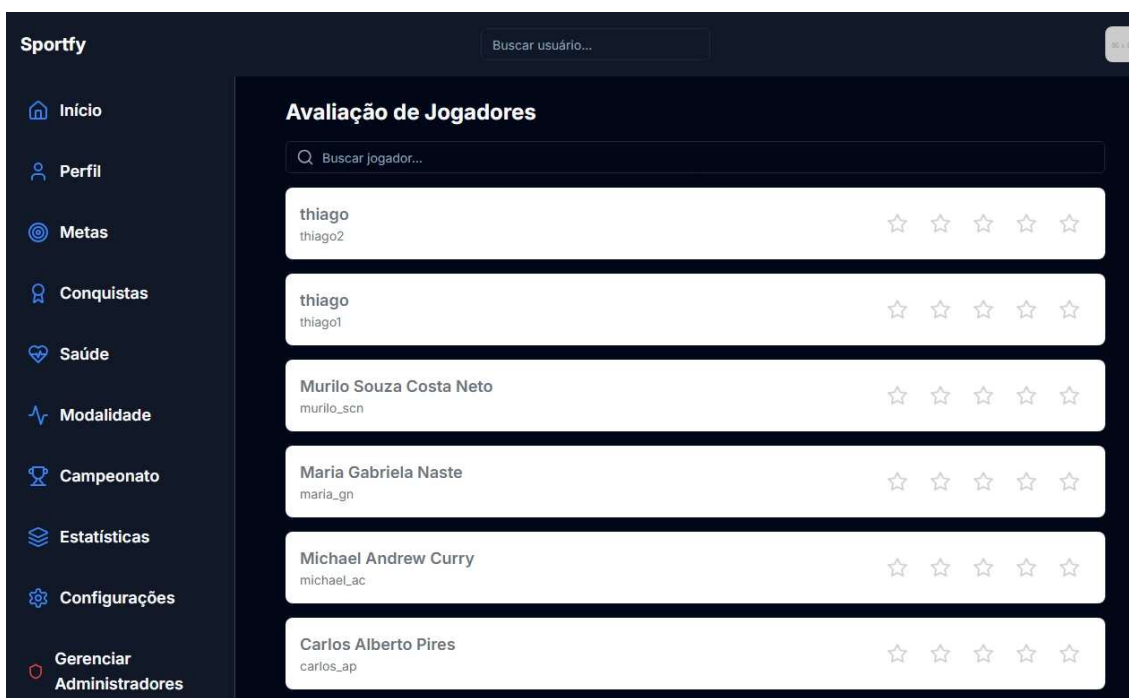 Sportfy
Buscar usuário...
Início
Perfil
Metas
Conquistas
Saúde
Modalidade
Campeonato
Estatísticas
Configurações
Gerenciar
Administradores
Avaliação de Jogadores
Buscar jogador...
thiago
thiago2
thiago
thiago1
Murilo Souza Costa Neto
murilo_scn
Maria Gabriela Naste
maria_gn
Michael Andrew Curry
michael_ac
Carlos Alberto Pires
carlos_ap